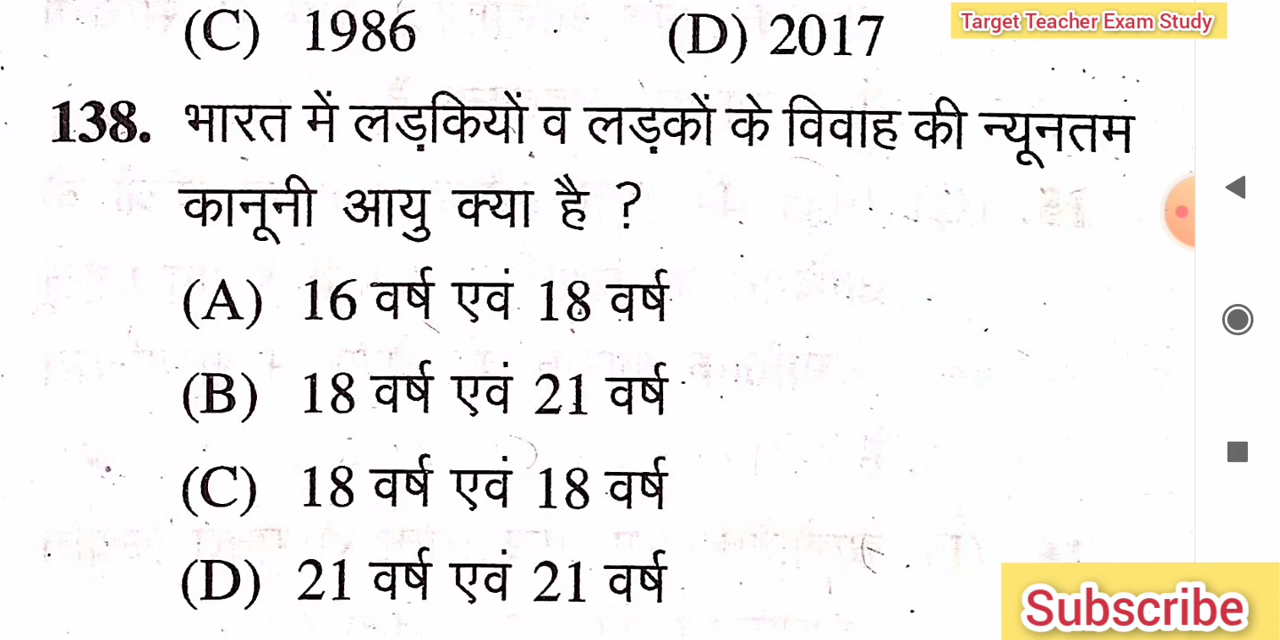 (C) 1986 (D) 2017
Target Teacher Exam Study
138. भारत में लड़कियों व लड़कों के विवाह की न्यूनतम
कानूनी आयु क्या है ?
(A) 16 वर्ष एवं 18 वर्ष
(B) 18 वर्ष एवं 21 वर्ष
(C) 18 वर्ष एवं 18 वर्ष
(D) 21 वर्ष एवं 21 वर्ष
Subscribe